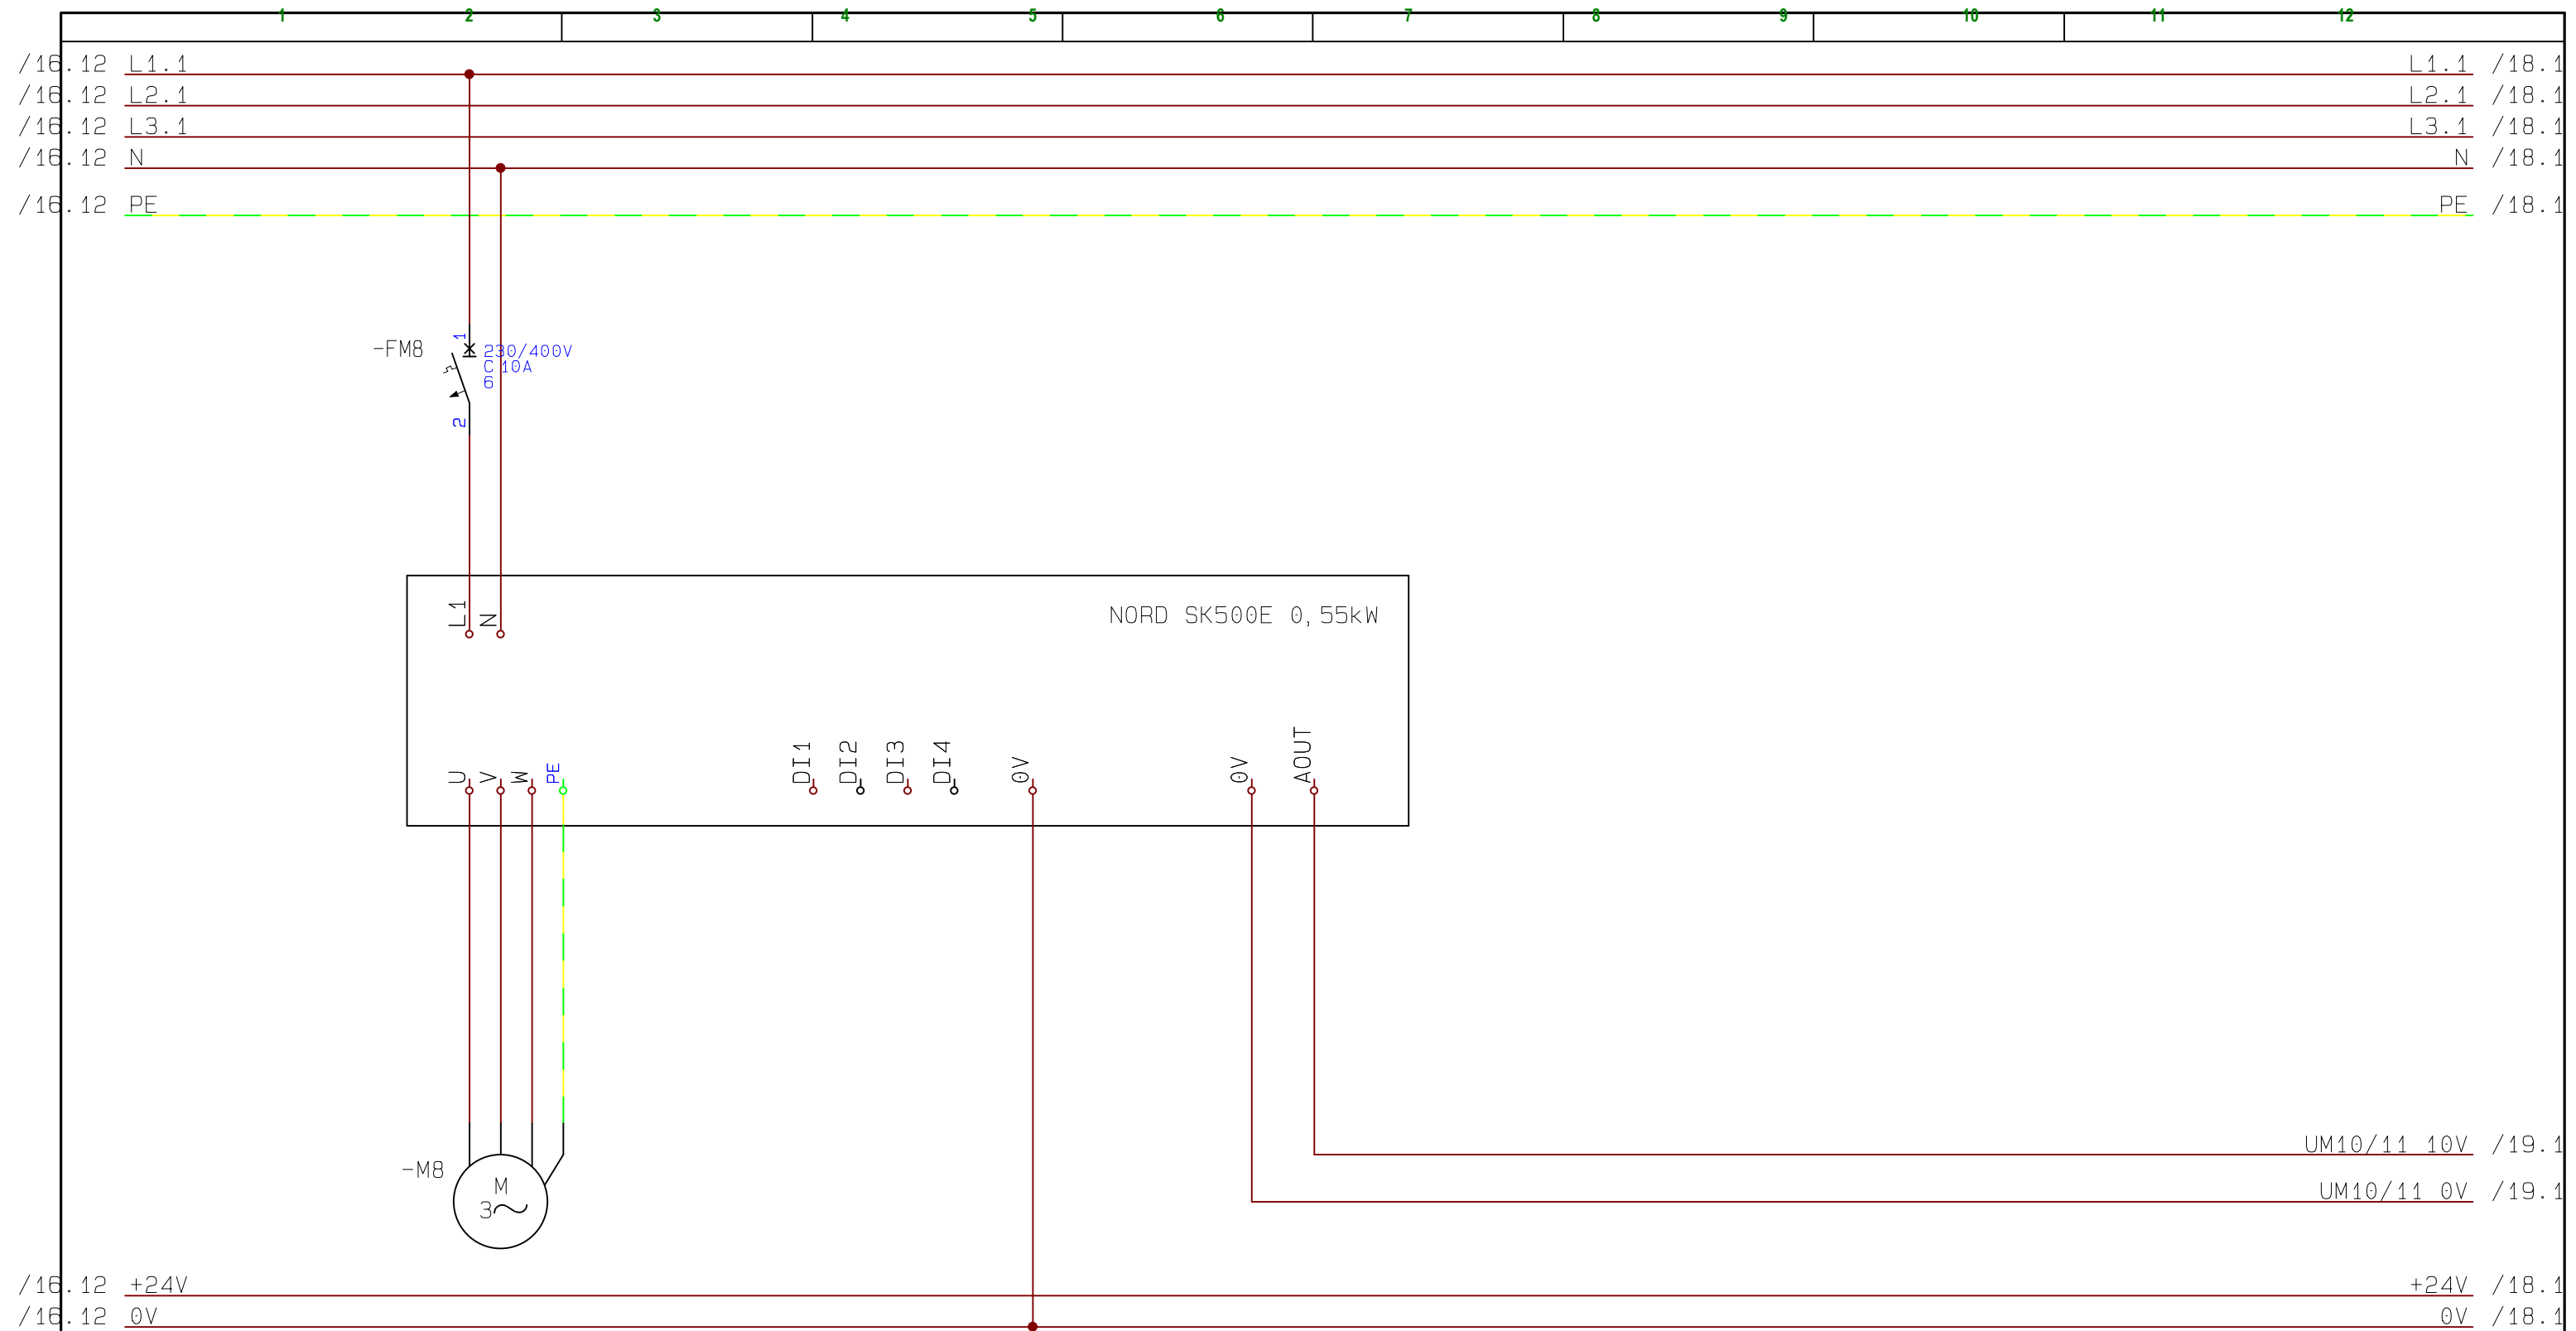 1 2 3 4 5 6 7 8 9 10 11 12
/16.12 L1.1 L1.1 /18.1
/16.12 L2.1 L2.1 /18.1
/16.12 L3.1 L3.1 /18.1
/16.12 N N /18.1
/16.12 PE PE /18.1
-FM8 1 230/400V
C 10A
6
2
L1 N NORD SK500E 0,55kW
U V W PE DI1 DI2 DI3 DI4 0V 0V AOUT
UM10/11 10V /19.1
-M8
M
3
UM10/11 0V /19.1
/16.12 +24V +24V /18.1
/16.12 0V 0V /18.1